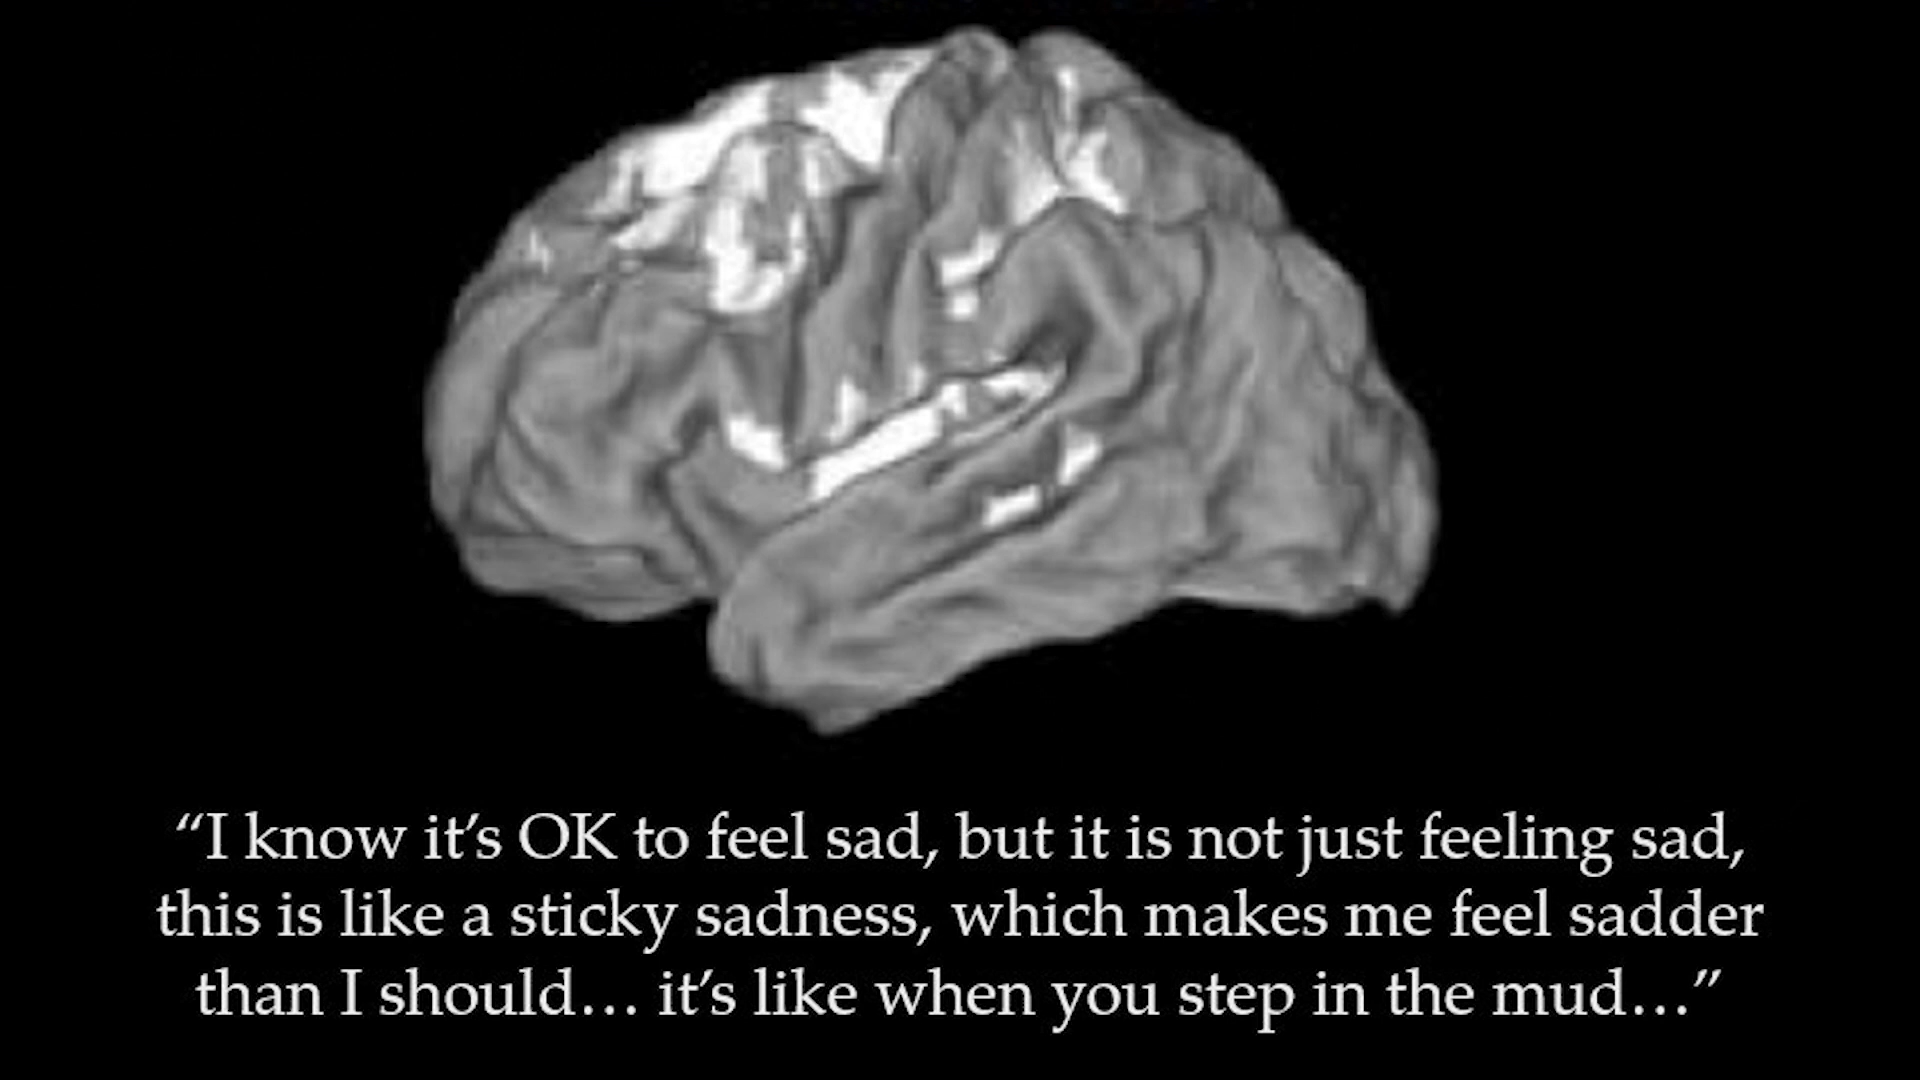 “I know it’s OK to feel sad, but it is not just feeling sad,
this is like a sticky sadness, which makes me feel sadder
than I should… it’s like when you step in the mud…”